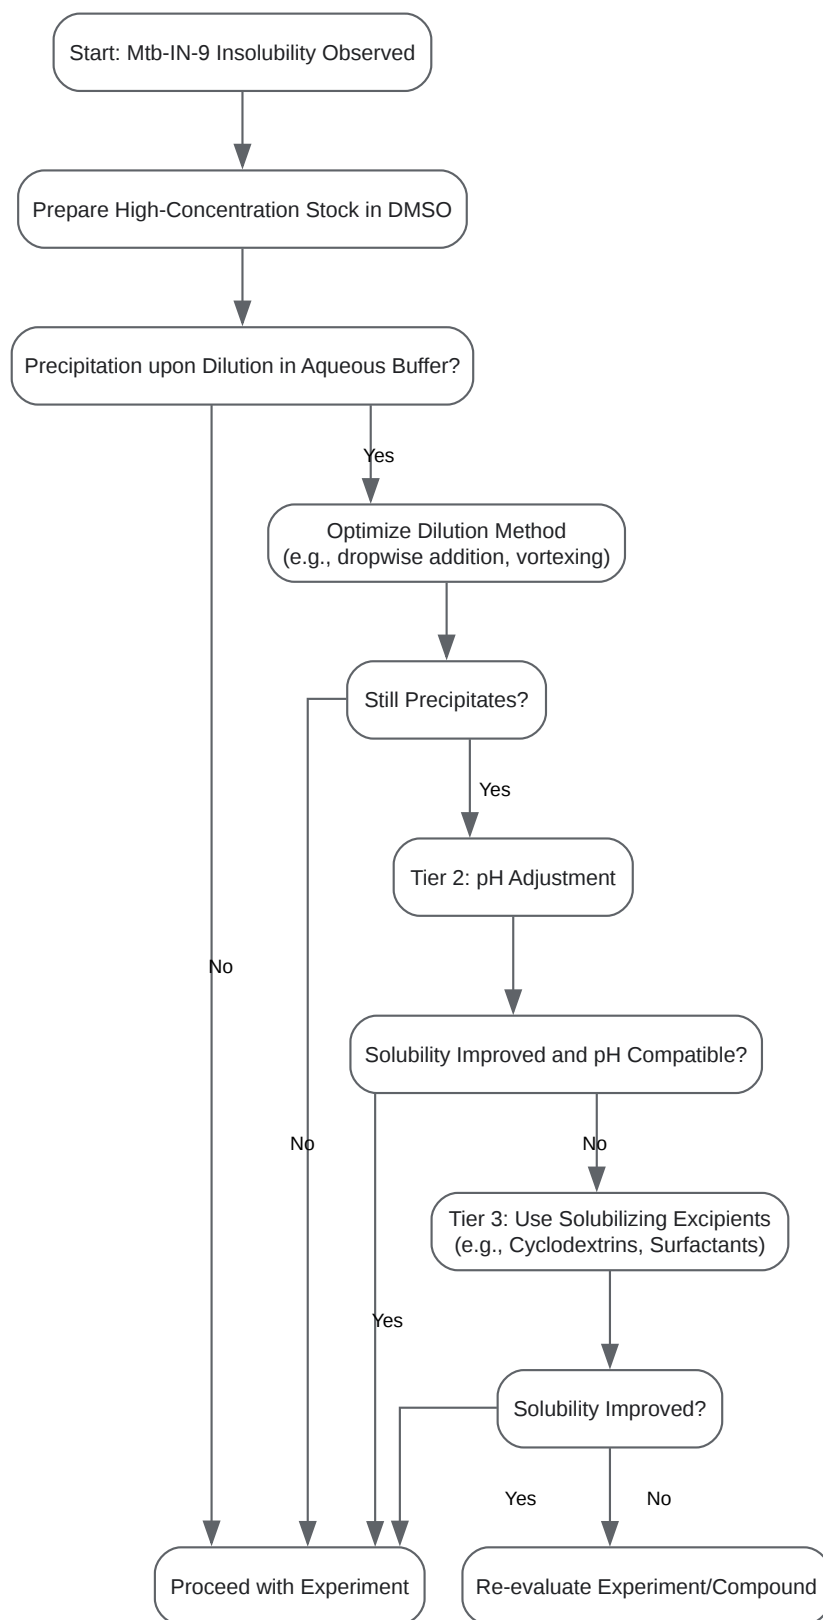 Start: Mtb-IN-9 Insolubility Observed
Prepare High-Concentration Stock in DMSO
Precipitation upon Dilution in Aqueous Buffer?
Yes
Optimize Dilution Method
(e.g., dropwise addition, vortexing)
Still Precipitates?
Yes
Tier 2: pH Adjustment
No
Solubility Improved and pH Compatible?
No
No
Tier 3: Use Solubilizing Excipients
(e.g., Cyclodextrins, Surfactants)
Yes
Solubility Improved?
Yes
No
Proceed with Experiment
Re-evaluate Experiment/Compound